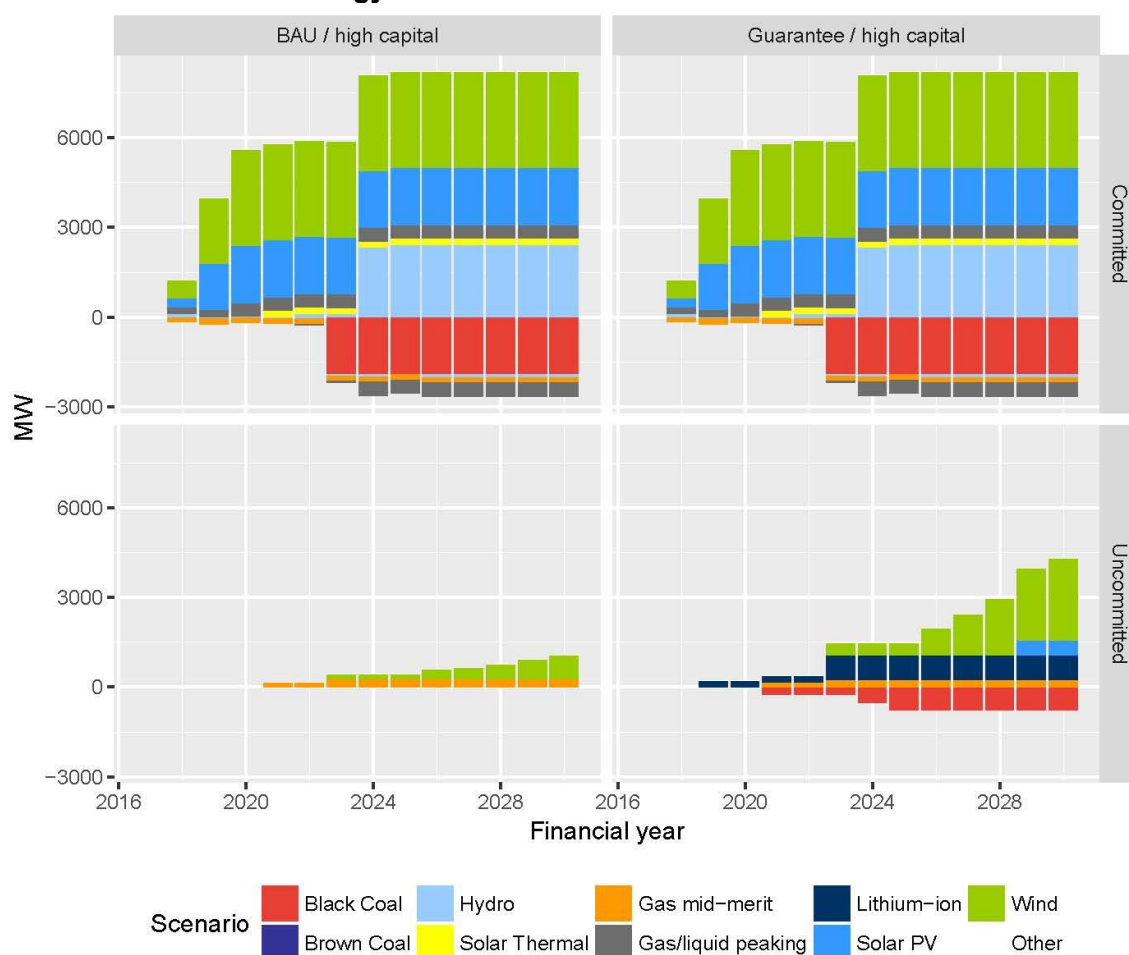 BAU / high capital
Guarantee / high capital
6000
3000
0
−3000
Committed
MW
6000
3000
0
−3000
Uncommitted
2016
2020
2024
2028
2016
2020
2024
2028
Financial year
Scenario
Black Coal
Hydro
Gas mid-merit
Lithium-ion
Wind
Brown Coal
Solar Thermal
Gas/liquid peaking
Solar PV
Other